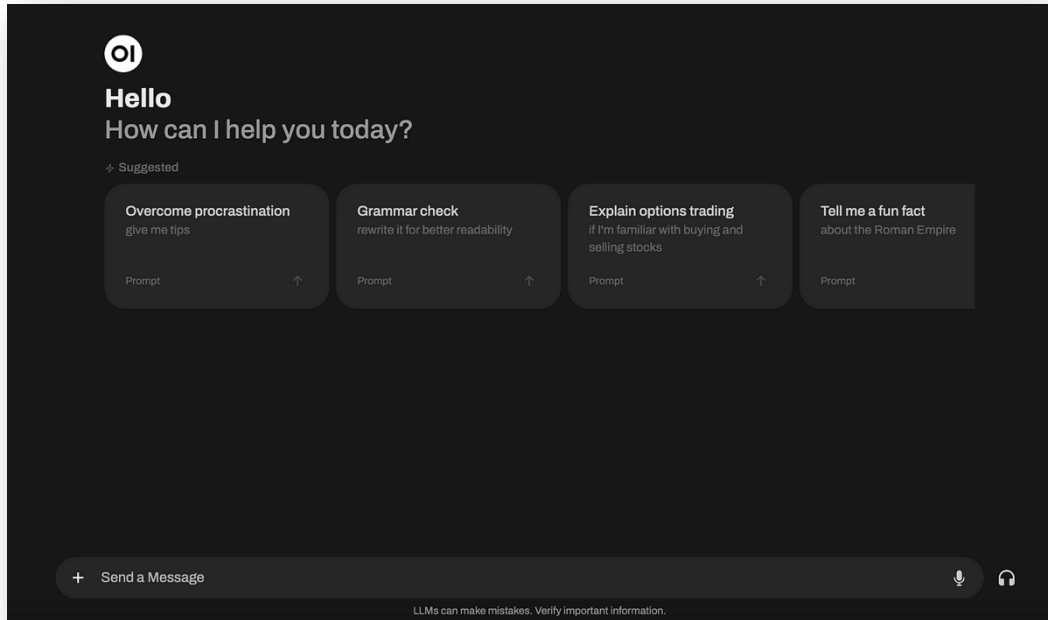 OI
Hello
How can I help you today?
Suggested
Overcome procrastination
give me tips
Prompt
Grammar check
rewrite it for better readability
Prompt
Explain options trading
if I'm familiar with buying and
selling stocks
Prompt
Tell me a fun fact
about the Roman Empire
Prompt
Send a Message
LLMs can make mistakes. Verify important information.